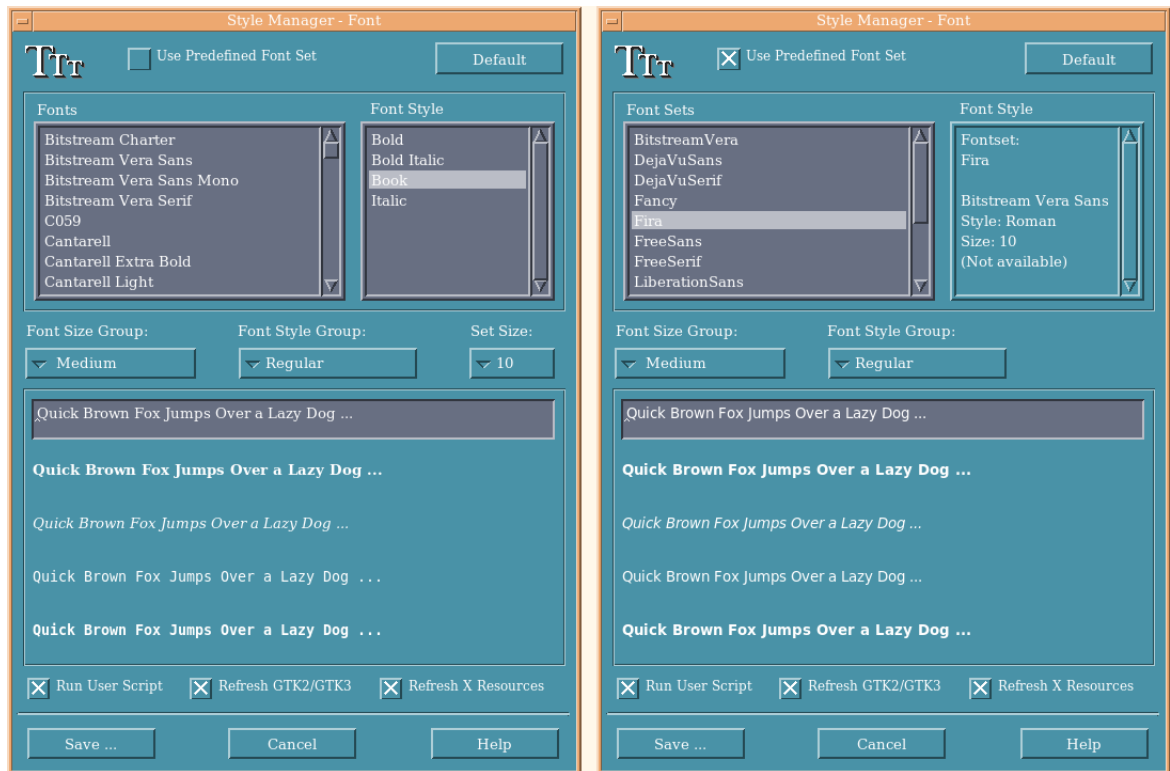 Style Manager - Font
TTT
Use Predefined Font Set
Default
Fonts
Bitstream Charter
Bitstream Vera Sans
Bitstream Vera Sans Mono
Bitstream Vera Serif
C059
Cantarell
Cantarell Extra Bold
Cantarell Light
Font Style
Bold
Bold Italic
Book
Italic
Font Size Group:
Font Style Group:
Set Size:
Medium
Regular
10
Quick Brown Fox Jumps Over a Lazy Dog ...
Quick Brown Fox Jumps Over a Lazy Dog ...
Quick Brown Fox Jumps Over a Lazy Dog ...
Quick Brown Fox Jumps Over a Lazy Dog ...
Quick Brown Fox Jumps Over a Lazy Dog ...
Run User Script
Refresh GTK2/GTK3
Refresh X Resources
Save ...
Cancel
Help
Style Manager - Font
TTT
Use Predefined Font Set
Default
Font Sets
BitstreamVera
DejaVuSans
DejaVuSerif
Fancy
Fira
FreeSans
FreeSerif
LiberationSans
Font Style
Fontset:
Fira
Bitstream Vera Sans
Style: Roman
Size: 10
(Not available)
Font Size Group:
Font Style Group:
Medium
Regular
Quick Brown Fox Jumps Over a Lazy Dog ...
Quick Brown Fox Jumps Over a Lazy Dog ...
Quick Brown Fox Jumps Over a Lazy Dog ...
Quick Brown Fox Jumps Over a Lazy Dog ...
Quick Brown Fox Jumps Over a Lazy Dog ...
Run User Script
Refresh GTK2/GTK3
Refresh X Resources
Save ...
Cancel
Help